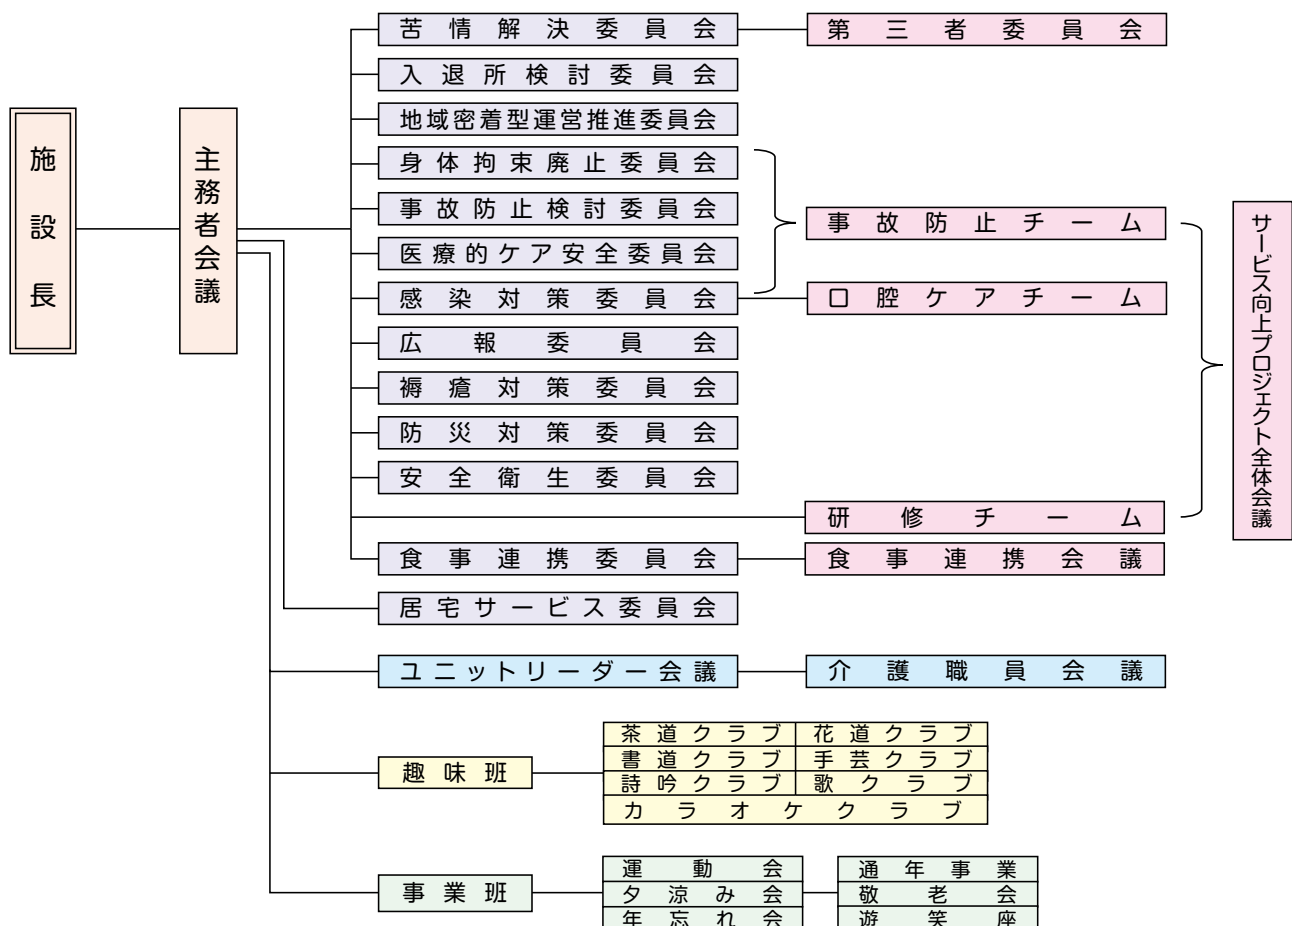 施設長
主務者会議
苦情解決委員会
第三者委員会
入退所検討委員会
地域密着型運営推進委員会
身体拘束廃止委員会
事故防止検討委員会
医療的ケア安全委員会
感染対策委員会
広報委員会
褥瘡対策委員会
防災対策委員会
安全衛生委員会
事故防止チーム
口腔ケアチーム
研修チーム
サービス向上プロジェクト全体会議
食事連携委員会
食事連携会議
居宅サービス委員会
ユニットリーダー会議
介護職員会議
趣味班
茶道クラブ
花道クラブ
書道クラブ
手芸クラブ
詩吟クラブ
歌クラブ
カラオケクラブ
事業班
運動会
夕涼み会
年忘れ会
通年事業
敬老会
遊笑座